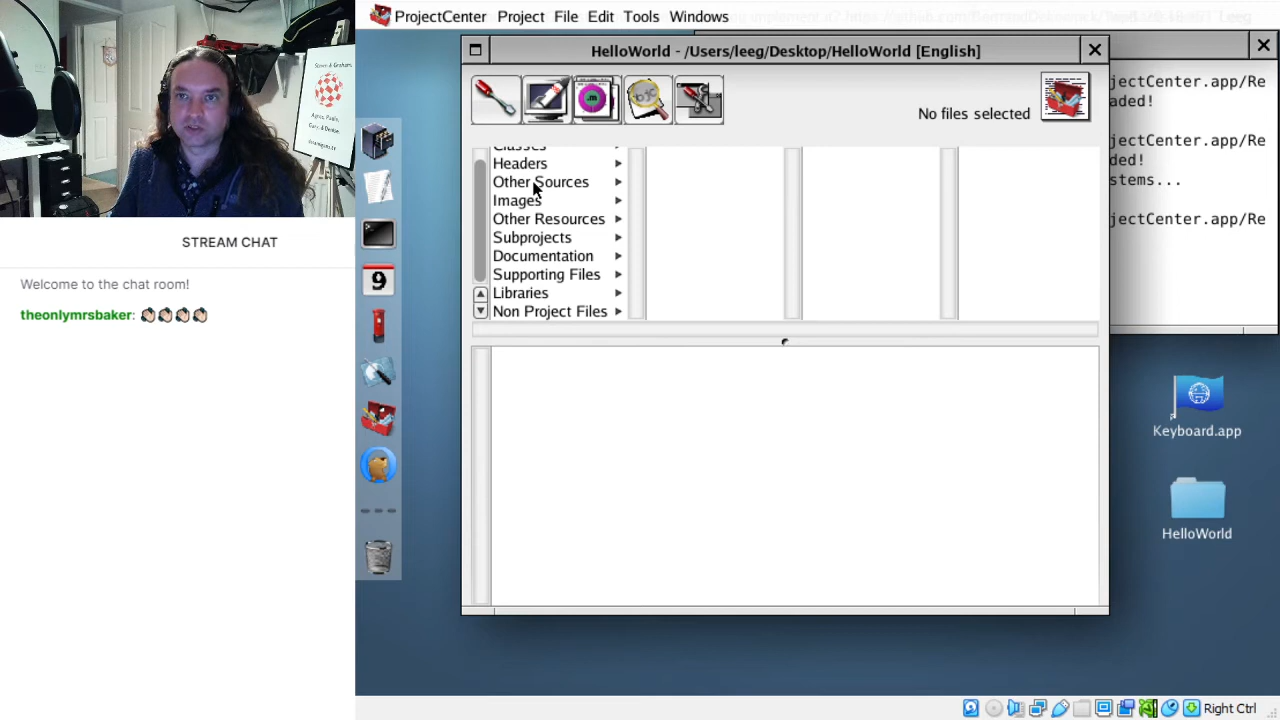 ProjectCenter Project File Edit Tools Windows
HelloWorld - /Users/leeg/Desktop/HelloWorld [English]
No files selected
Classes
Headers
Other Sources
Images
Other Resources
Subprojects
Documentation
Supporting Files
Libraries
Non Project Files
jectCenter.app/Re
aded!
jectCenter.app/Re
ded!
stems...
jectCenter.app/Re
STREAM CHAT
Welcome to the chat room!
theonlymrsbaker:
9
Keyboard.app
HelloWorld
Right Ctrl